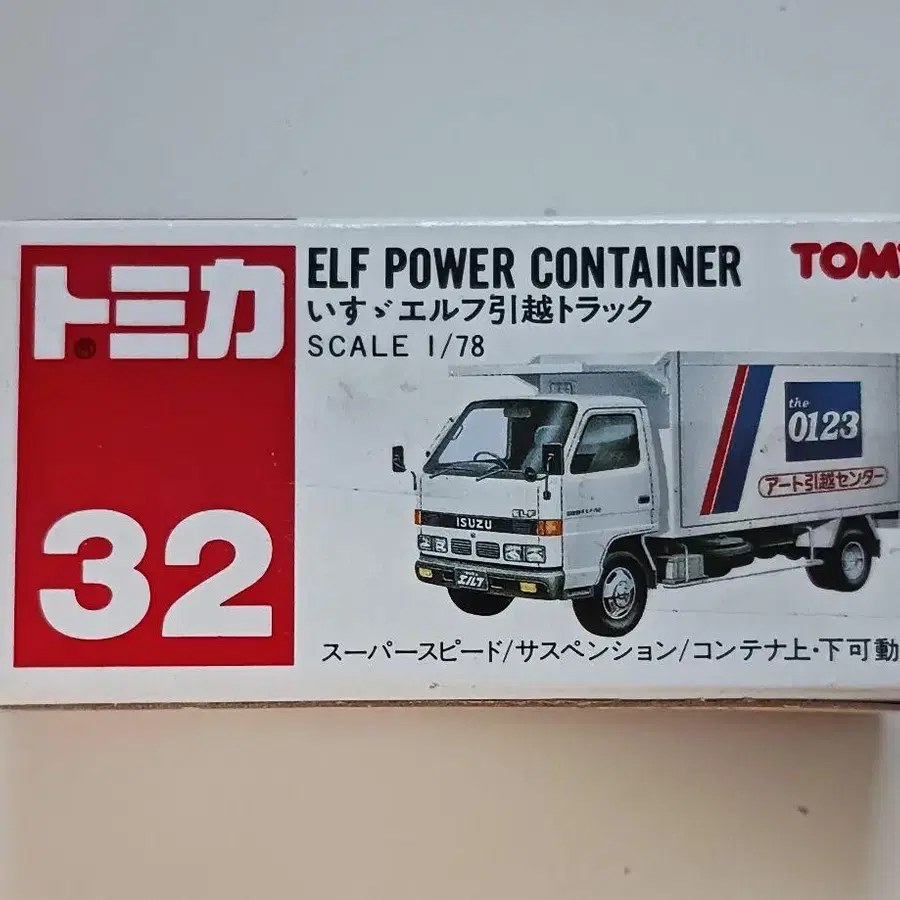 トミカ
32
ELF POWER CONTAINER
いすゞエルフ引越トラック
SCALE 1/78
TOMY
the
0123
アート引越センター
ISUZU
ELF
エルフ
スーパースピード/サスペンション/コンテナ上・下可動